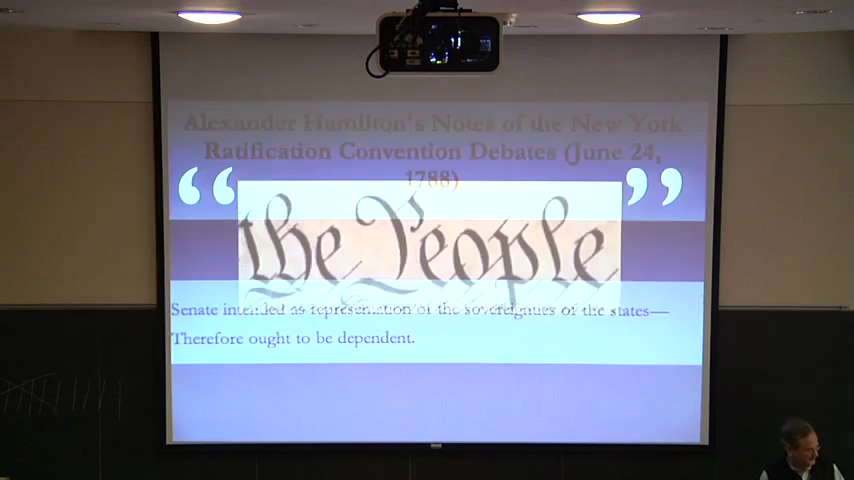 Alexander Hamilton's Notes of the New York
Ratification Convention Debates (June 24,
1788)
“ ”
the People
Senate intended as representation of the sovereignties of the states—
Therefore ought to be dependent.